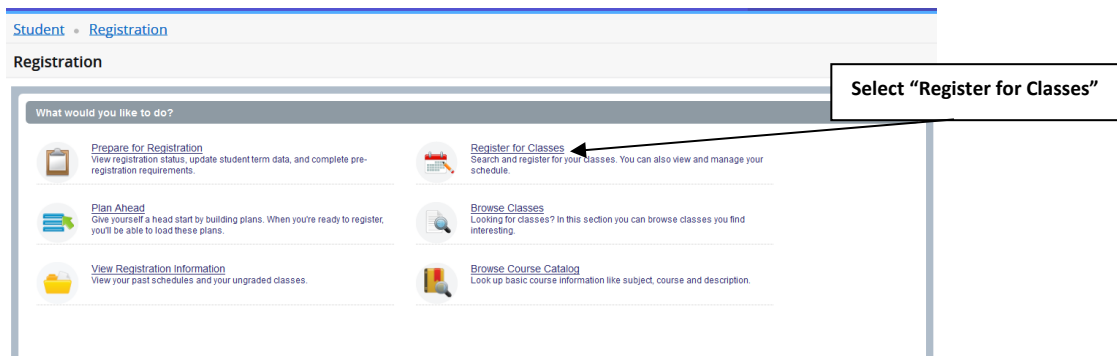 Student • Registration
Registration
Select “Register for Classes”
What would you like to do?
Prepare for Registration
View registration status, update student term data, and complete pre-
registration requirements.
Register for Classes
Search and register for your classes. You can also view and manage your
schedule.
Plan Ahead
Give yourself a head start by building plans. When you're ready to register,
you'll be able to load these plans.
Browse Classes
Looking for classes? In this section you can browse classes you find
interesting.
View Registration Information
View your past schedules and your ungraded classes.
Browse Course Catalog
Look up basic course information like subject, course and description.